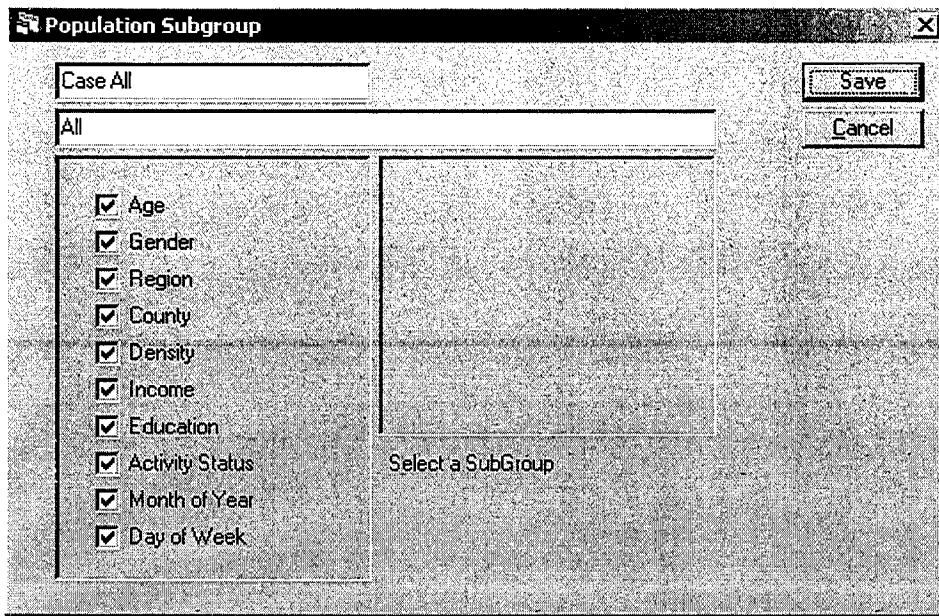 Population Subgroup
Case All
Save
All
Cancel
Age
Gender
Region
County
Density
Income
Education
Activity Status
Select a SubGroup
Month of Year
Day of Week